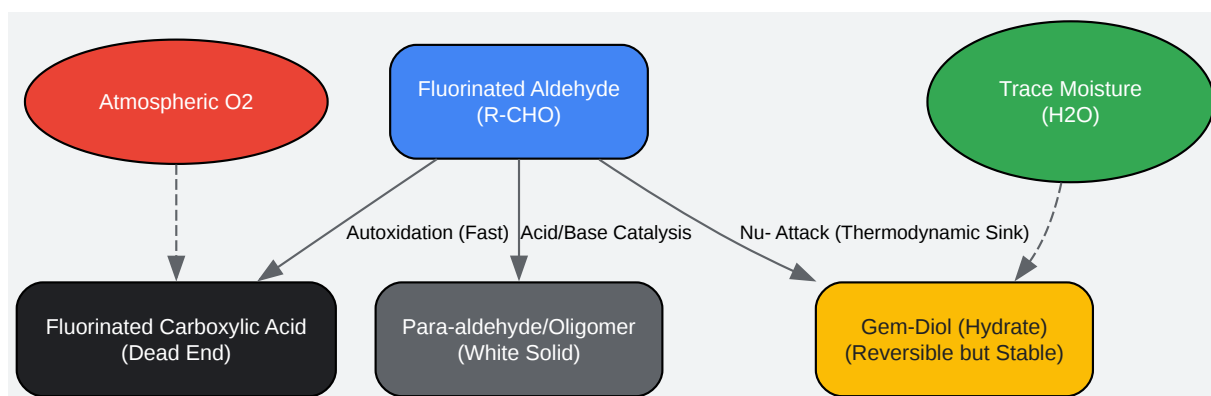 Atmospheric O2
Fluorinated Aldehyde
(R-CHO)
Trace Moisture
(H2O)
Autoxidation (Fast)
Acid/Base Catalysis
Nu- Attack (Thermodynamic Sink)
Fluorinated Carboxylic Acid
(Dead End)
Para-aldehyde/Oligomer
(White Solid)
Gem-Diol (Hydrate)
(Reversible but Stable)